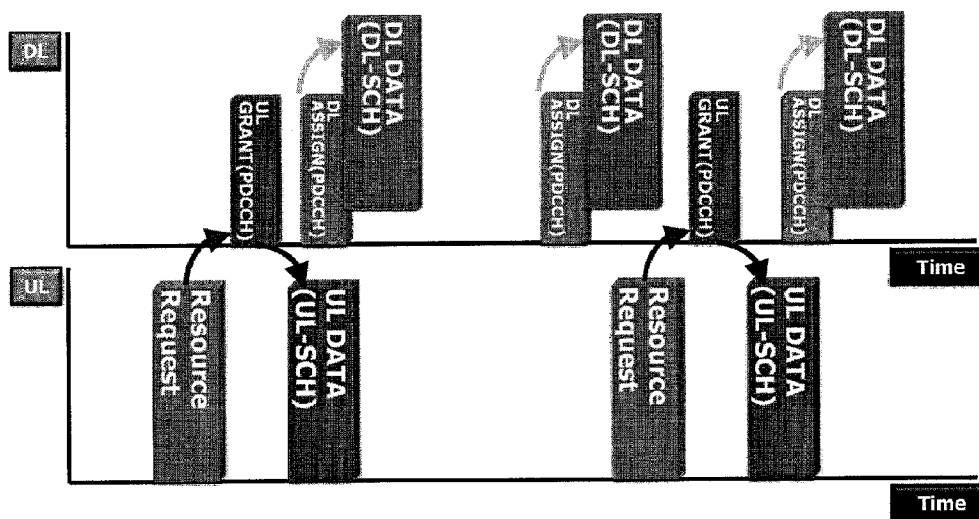 DL
UL
GRANT(PDCCH)
DL
ASSIGN(PDCCH)
DL DATA
(DL-SCH)
DL
ASSIGN(PDCCH)
DL DATA
(DL-SCH)
UL
GRANT(PDCCH)
DL
ASSIGN(PDCCH)
DL DATA
(DL-SCH)
Time
UL
Resource
Request
UL DATA
(UL-SCH)
Resource
Request
UL DATA
(UL-SCH)
Time